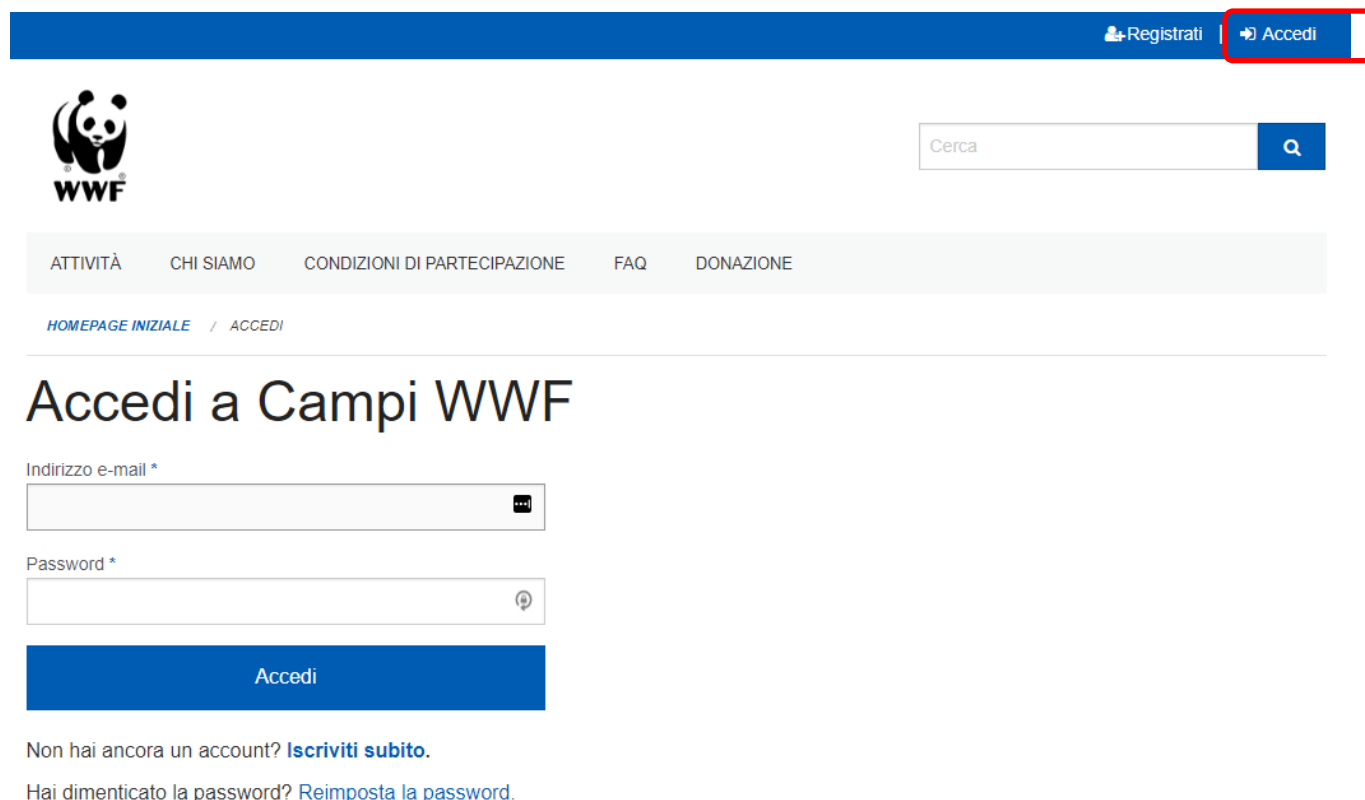 Registrati | Accedi
WWF
Cerca
ATTIVITÀ CHI SIAMO CONDIZIONI DI PARTECIPAZIONE FAQ DONAZIONE
HOMEPAGE INIZIALE / ACCEDI
Accedi a Campi WWF
Indirizzo e-mail *
Password *
Accedi
Non hai ancora un account? Iscriviti subito.
Hai dimenticato la password? Reimposta la password.